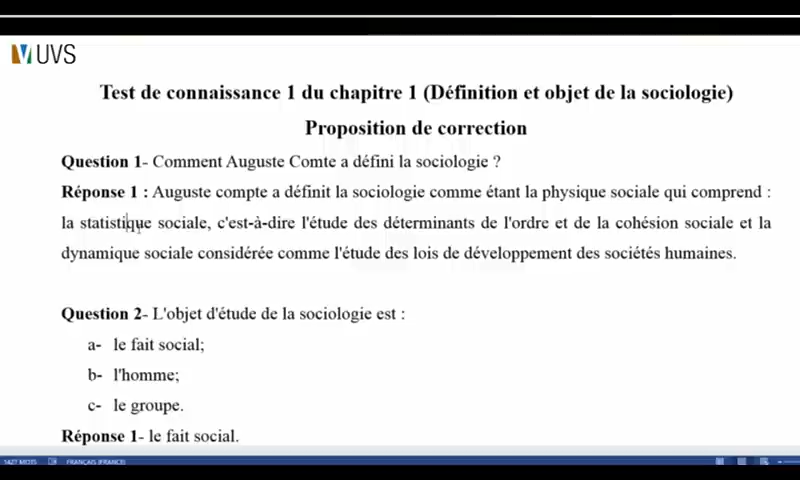 UVS
Test de connaissance 1 du chapitre 1 (Définition et objet de la sociologie)
Proposition de correction
Question 1- Comment Auguste Comte a défini la sociologie ?
Réponse 1 : Auguste compte a définit la sociologie comme étant la physique sociale qui comprend :
la statistique sociale, c'est-à-dire l'étude des déterminants de l'ordre et de la cohésion sociale et la
dynamique sociale considérée comme l'étude des lois de développement des sociétés humaines.
Question 2- L'objet d'étude de la sociologie est :
a- le fait social;
b- l'homme;
c- le groupe.
Réponse 1- le fait social.
1427 MOTS FRANÇAIS (FRANCE)